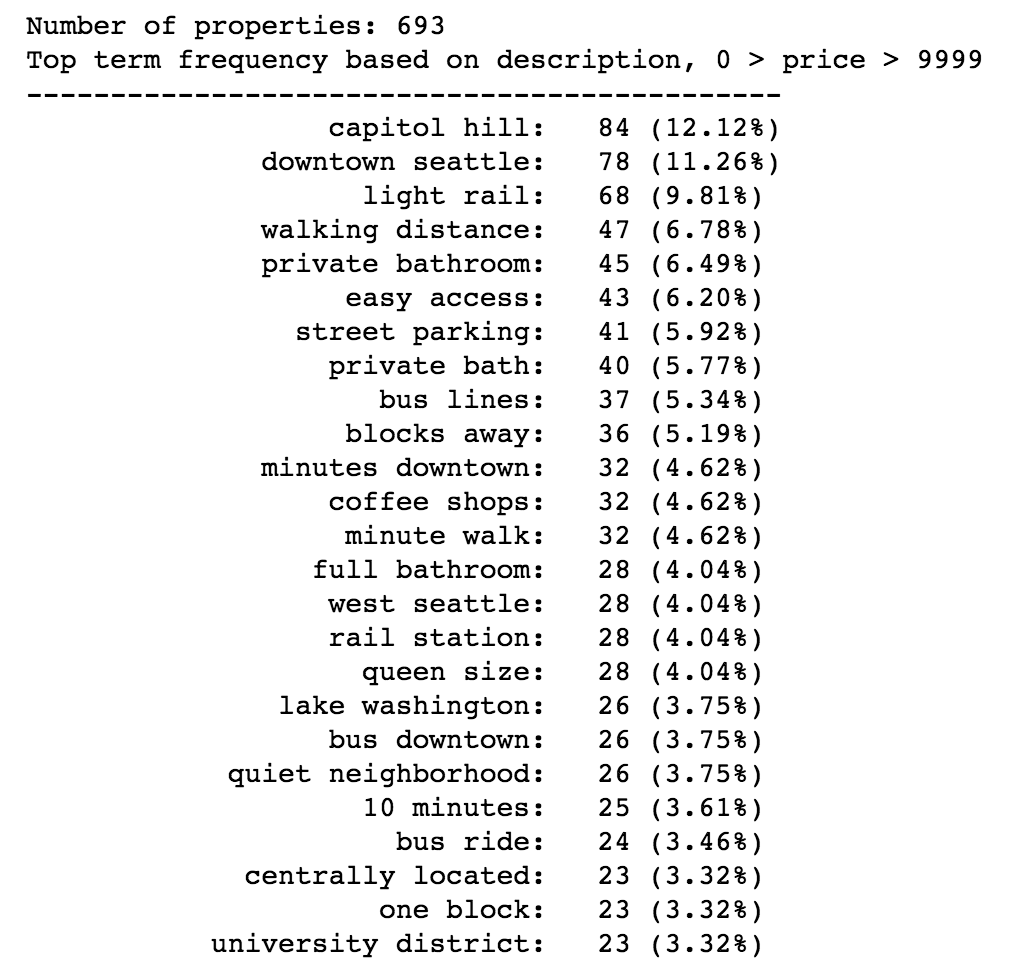 Number of properties: 693
Top term frequency based on description, 0 > price > 9999
---------------------------------------------
capitol hill: 84 (12.12%)
downtown seattle: 78 (11.26%)
light rail: 68 (9.81%)
walking distance: 47 (6.78%)
private bathroom: 45 (6.49%)
easy access: 43 (6.20%)
street parking: 41 (5.92%)
private bath: 40 (5.77%)
bus lines: 37 (5.34%)
blocks away: 36 (5.19%)
minutes downtown: 32 (4.62%)
coffee shops: 32 (4.62%)
minute walk: 32 (4.62%)
full bathroom: 28 (4.04%)
west seattle: 28 (4.04%)
rail station: 28 (4.04%)
queen size: 28 (4.04%)
lake washington: 26 (3.75%)
bus downtown: 26 (3.75%)
quiet neighborhood: 26 (3.75%)
10 minutes: 25 (3.61%)
bus ride: 24 (3.46%)
centrally located: 23 (3.32%)
one block: 23 (3.32%)
university district: 23 (3.32%)